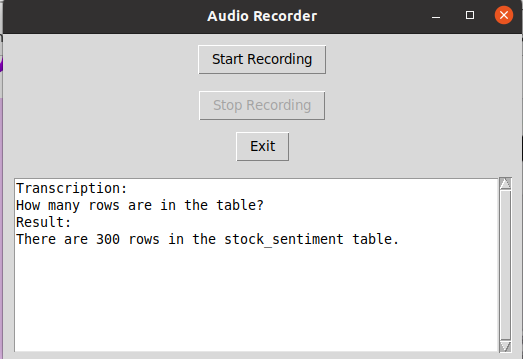 Audio Recorder
Start Recording
Stop Recording
Exit
Transcription:
How many rows are in the table?
Result:
There are 300 rows in the stock_sentiment table.